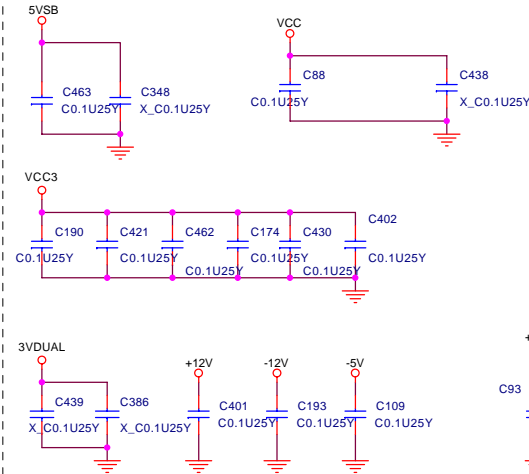 5VSB
VCC
C463
C348
C0.1U25Y
X_C0.1U25Y
C88
C438
C0.1U25Y
X_C0.1U25Y
VCC3
C190
C421
C462
C174
C430
C402
C0.1U25Y
C0.1U25Y
C0.1U25Y
C0.1U25Y
C0.1U25Y
C0.1U25Y
3VDUAL
+12V
-12V
-5V
C439
C386
C401
C193
C109
C93
X_C0.1U25Y
X_C0.1U25Y
C0.1U25Y
C0.1U25Y
C0.1U25Y
+